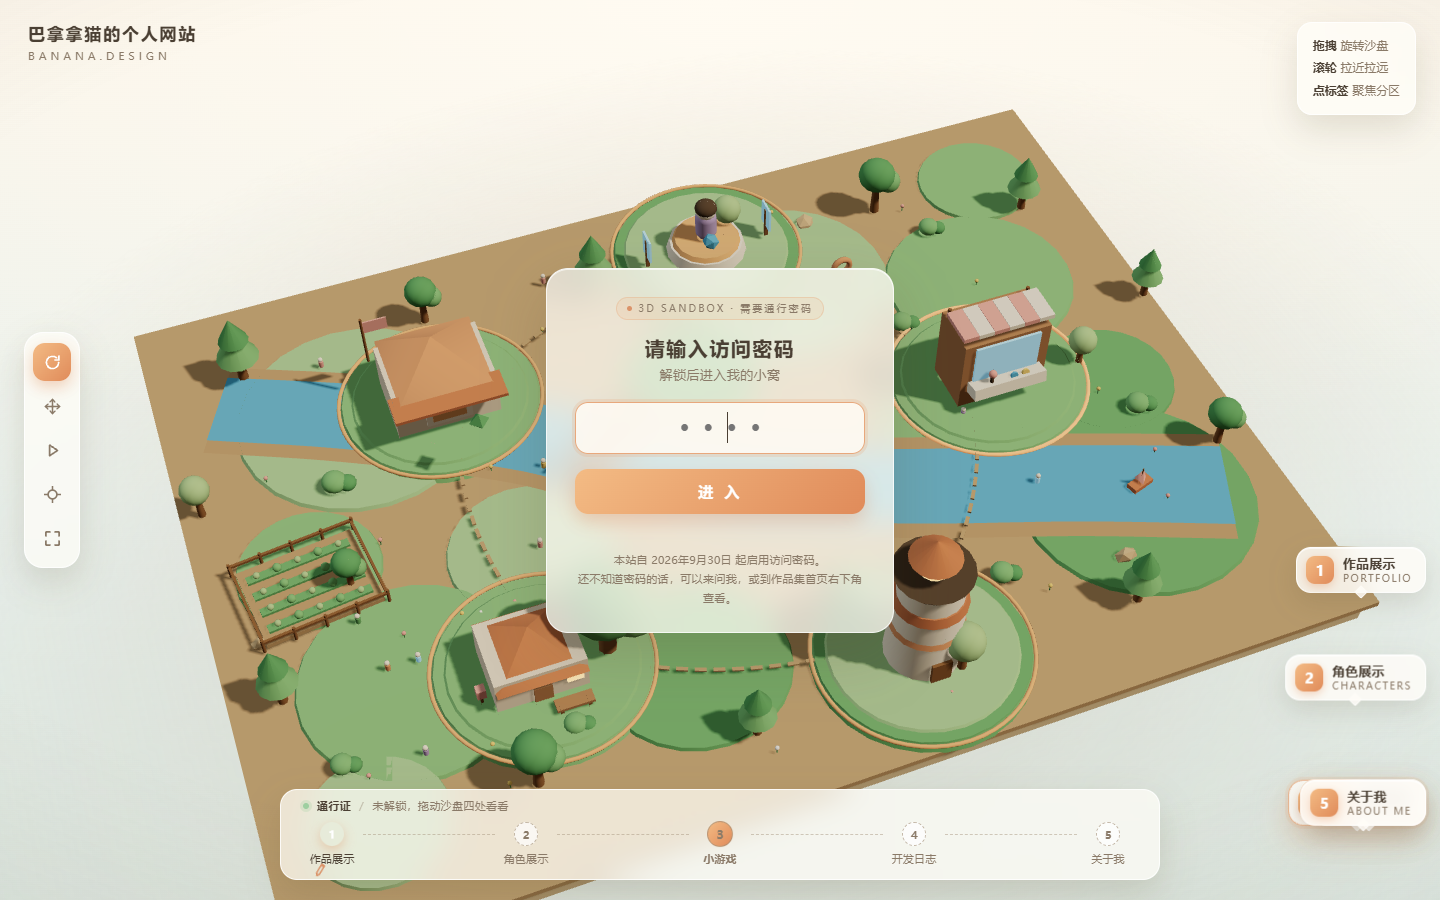 巴拿拿猫的个人网站
BANANA.DESIGN
拖拽 旋转沙盘
滚轮 拉近拉远
点标签 聚焦分区
3D SANDBOX · 需要通行密码
请输入访问密码
解锁后进入我的小窝
进 入
本站自 2026年9月30日 起启用访问密码。
还不知道密码的话，可以来问我，或到作品集首页右下角
查看。
1 作品展示
PORTFOLIO
2 角色展示
CHARACTERS
5 关于我
ABOUT ME
通行证 / 未解锁，拖动沙盘四处看看
1 2 3 4 5
作品展示 角色展示 小游戏 开发日志 关于我